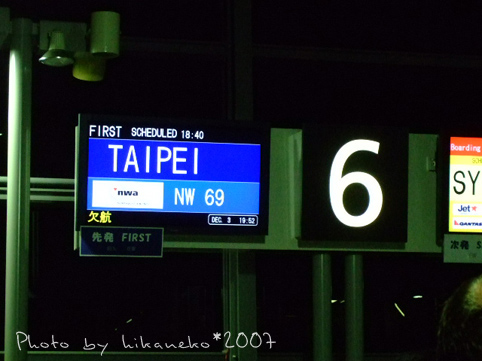 FIRST SCHEDULED 18:40
TAIPEI
nwa NW 69
欠航 DEC. 3 19:52
先発 FIRST
6
Boarding
SY
Jet
QANTAS
次発 S
Photo by hikaneko*2007